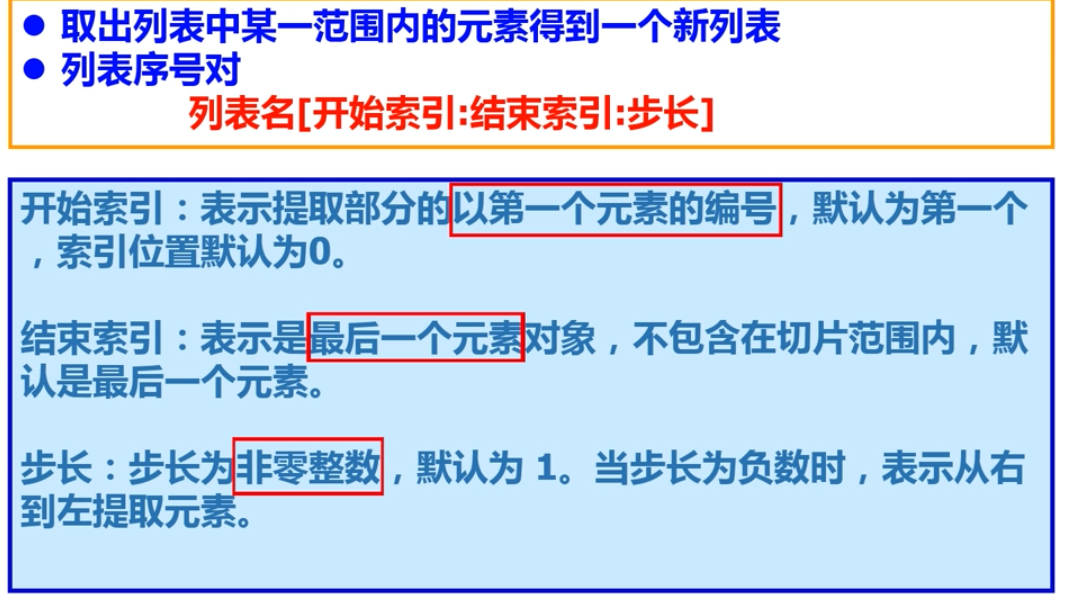 ● 取出列表中某一范围内的元素得到一个新列表
● 列表序号对
列表名[开始索引:结束索引:步长]
开始索引：表示提取部分的以第一个元素的编号，默认为第一个
，索引位置默认为0。
结束索引：表示是最后一个元素对象，不包含在切片范围内，默
认是最后一个元素。
步长：步长为非零整数，默认为 1。当步长为负数时，表示从右
到左提取元素。